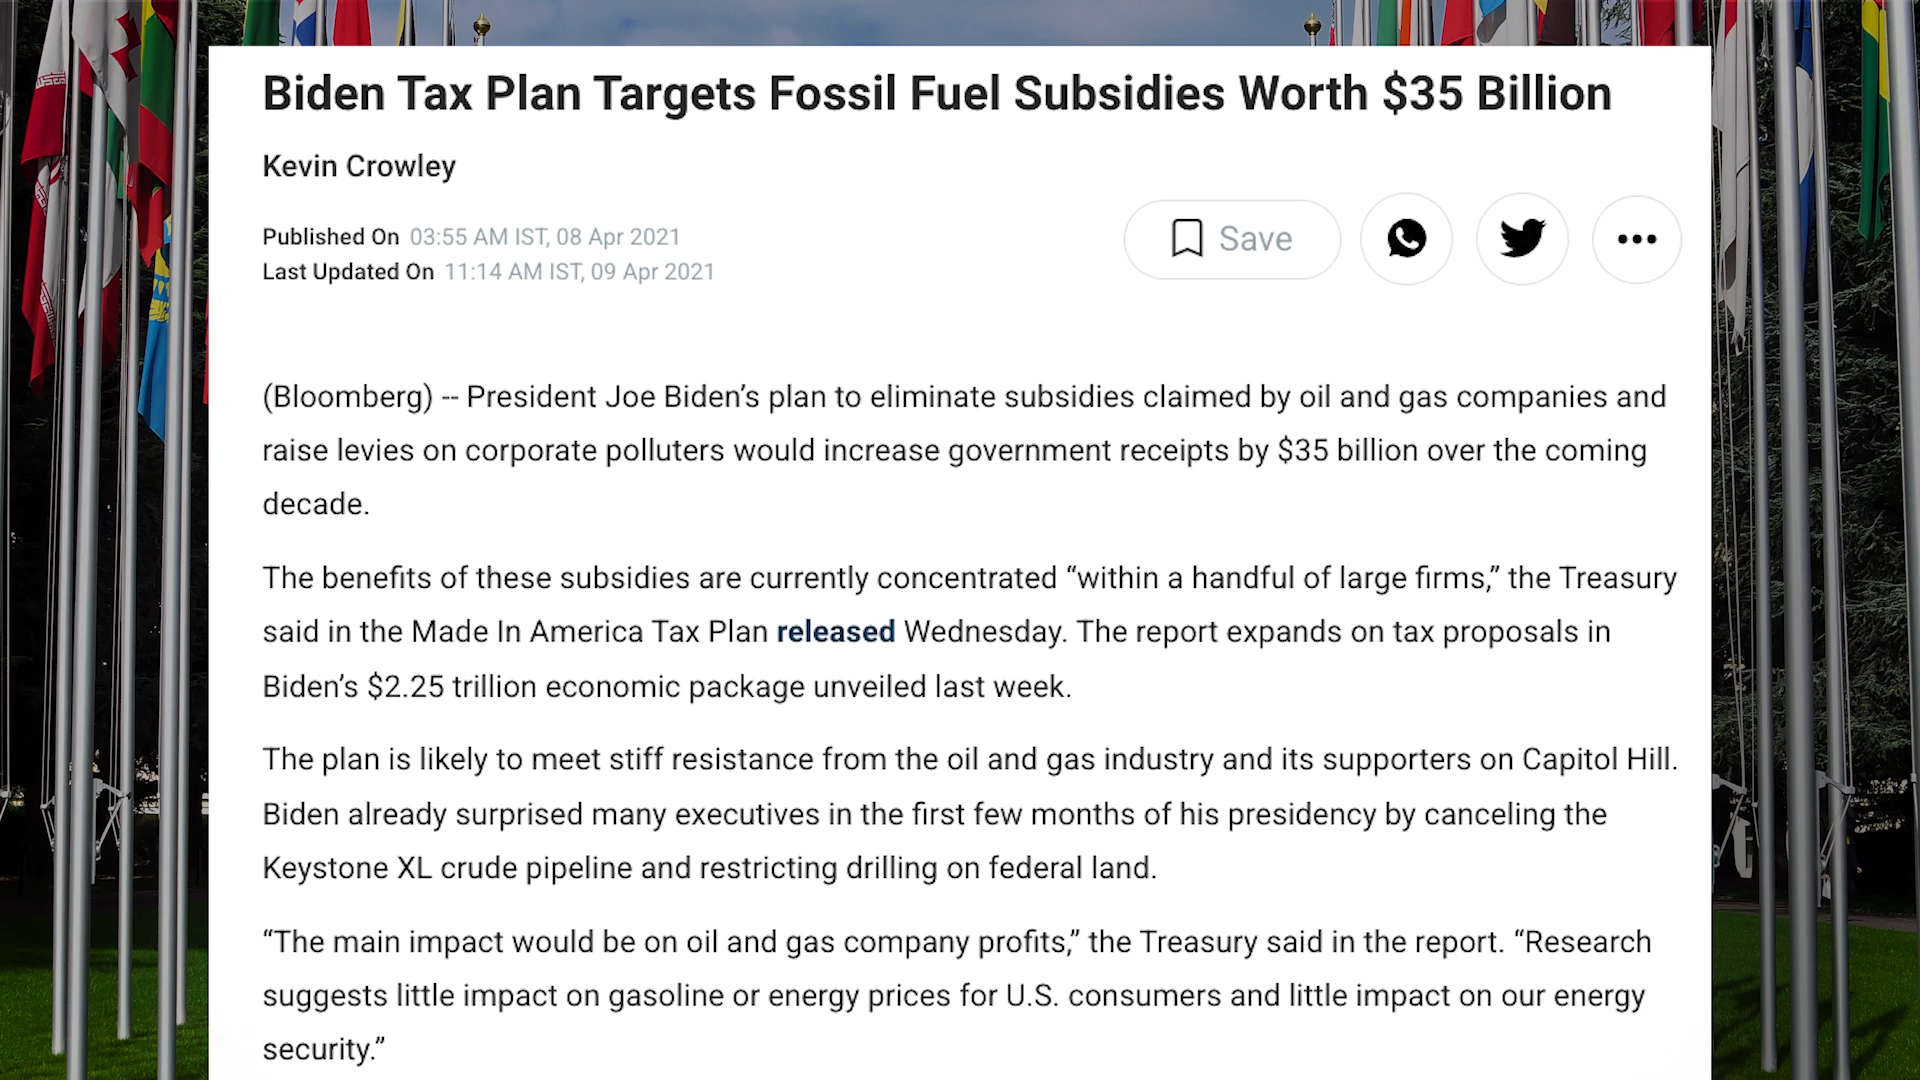 Biden Tax Plan Targets Fossil Fuel Subsidies Worth $35 Billion
Kevin Crowley
Published On 03:55 AM IST, 08 Apr 2021
Last Updated On 11:14 AM IST, 09 Apr 2021
Save
(Bloomberg) -- President Joe Biden’s plan to eliminate subsidies claimed by oil and gas companies and
raise levies on corporate polluters would increase government receipts by $35 billion over the coming
decade.
The benefits of these subsidies are currently concentrated “within a handful of large firms,” the Treasury
said in the Made In America Tax Plan released Wednesday. The report expands on tax proposals in
Biden’s $2.25 trillion economic package unveiled last week.
The plan is likely to meet stiff resistance from the oil and gas industry and its supporters on Capitol Hill.
Biden already surprised many executives in the first few months of his presidency by canceling the
Keystone XL crude pipeline and restricting drilling on federal land.
“The main impact would be on oil and gas company profits,” the Treasury said in the report. “Research
suggests little impact on gasoline or energy prices for U.S. consumers and little impact on our energy
security.”